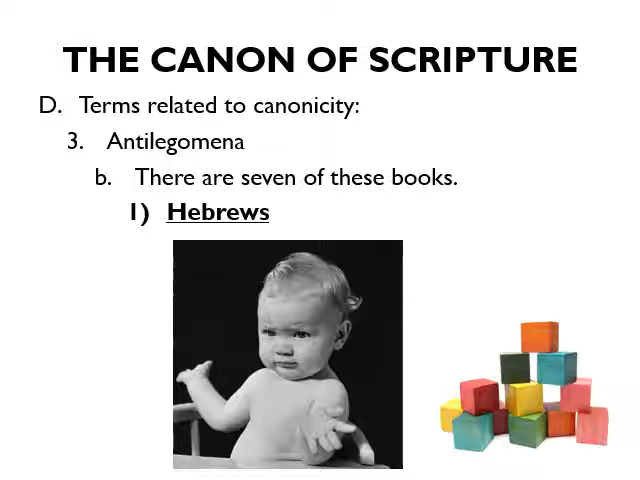 THE CANON OF SCRIPTURE
D. Terms related to canonicity:
3. Antilegomena
b. There are seven of these books.
1) Hebrews